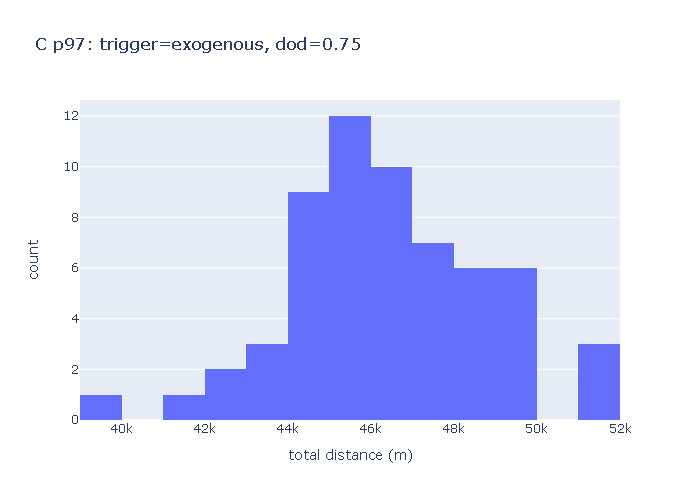 C p97: trigger=exogenous, dod=0.75
12
10
8
6
4
2
0
count
40k 42k 44k 46k 48k 50k 52k
total distance (m)